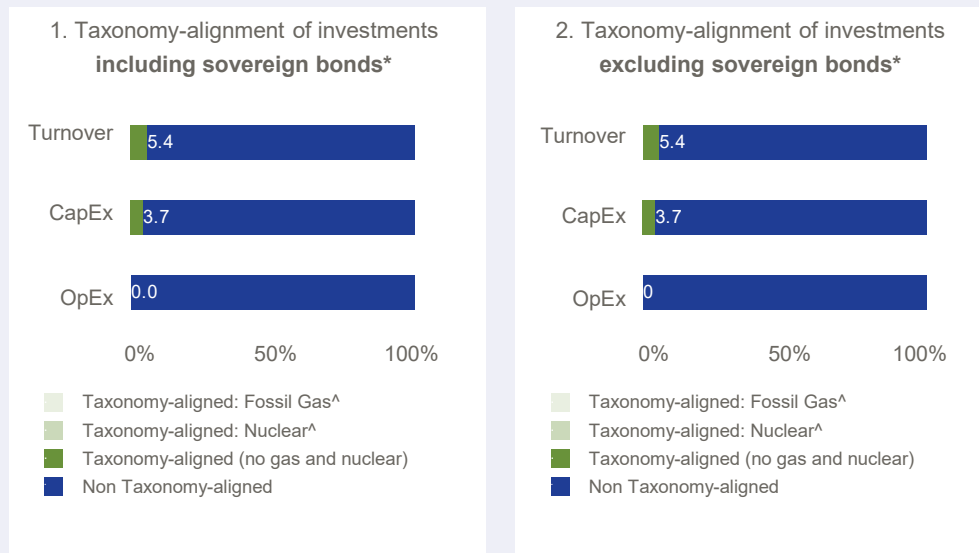 1. Taxonomy-alignment of investments
including sovereign bonds*
Turnover
5.4
CapEx
3.7
OpEx
0.0
0% 50% 100%
Taxonomy-aligned: Fossil Gas^
Taxonomy-aligned: Nuclear^
Taxonomy-aligned (no gas and nuclear)
Non Taxonomy-aligned
2. Taxonomy-alignment of investments
excluding sovereign bonds*
Turnover
5.4
CapEx
3.7
OpEx
0
0% 50% 100%
Taxonomy-aligned: Fossil Gas^
Taxonomy-aligned: Nuclear^
Taxonomy-aligned (no gas and nuclear)
Non Taxonomy-aligned